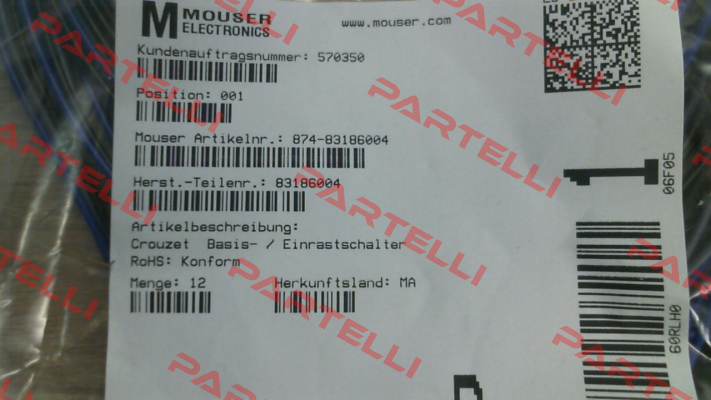 MOUSER
ELECTRONICS
www.mouser.com
Kundenauftragsnummer: 570350
Position: 001
Mouser Artikelnr.: 874-83186004
Herst.-Teilenr.: 83186004
Artikelbeschreibung:
Crouzet Basis- / Einrastschalter
RoHS: Konform
Menge: 12 Herkunftsland: MA
1
06F05
60RLH0
PARTELLI
PARTELLI
PARTELLI
PARTELLI
PARTELLI
PARTELLI
PARTELLI